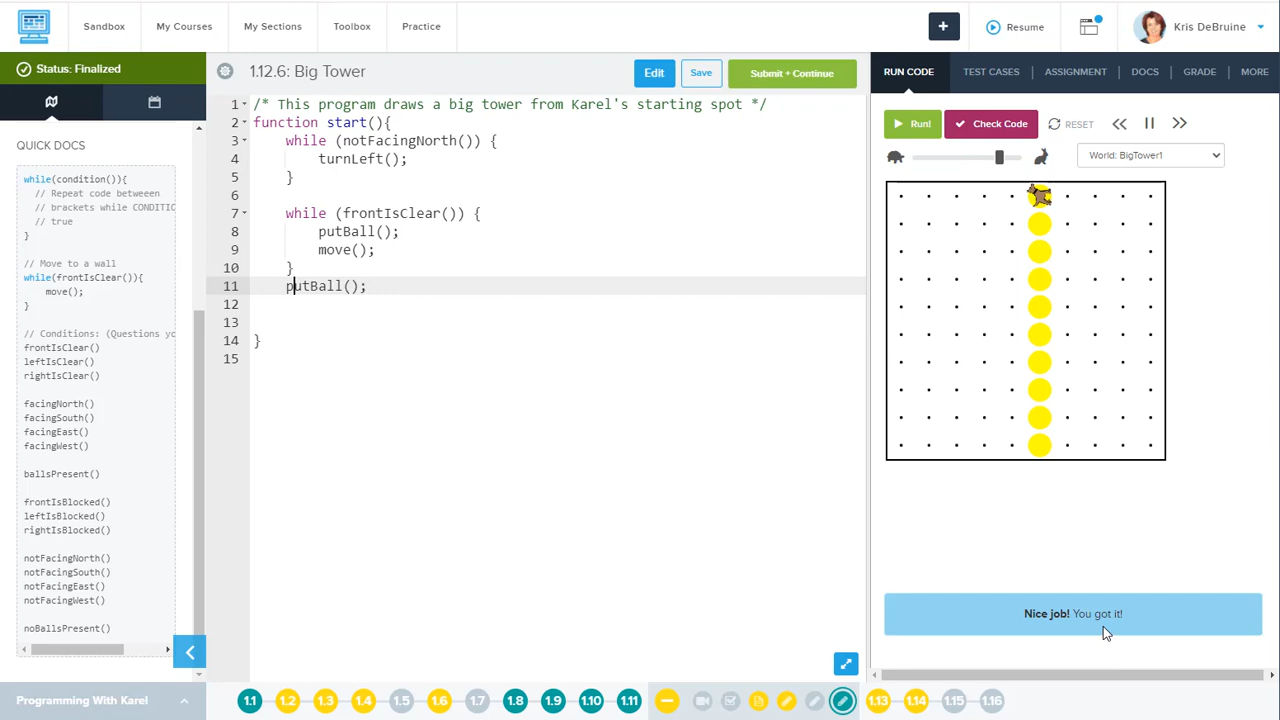 Sandbox
My Courses
My Sections
Toolbox
Practice
+
Resume
Kris DeBruine
Status: Finalized
1.12.6: Big Tower
Edit
Save
Submit + Continue
RUN CODE
TEST CASES
ASSIGNMENT
DOCS
GRADE
MORE
QUICK DOCS
while(condition()){
// Repeat code betweeen
// brackets while CONDITIO
// true
}
// Move to a wall
while(frontIsClear()){
move();
}
// Conditions: (Questions yo
frontIsClear()
leftIsClear()
rightIsClear()
facingNorth()
facingSouth()
facingEast()
facingWest()
ballsPresent()
frontIsBlocked()
leftIsBlocked()
rightIsBlocked()
notFacingNorth()
notFacingSouth()
notFacingEast()
notFacingWest()
noBallsPresent()
Programming With Karel
1 /* This program draws a big tower from Karel's starting spot */
2 function start(){
3 while (notFacingNorth()) {
4 turnLeft();
5 }
6
7 while (frontIsClear()) {
8 putBall();
9 move();
10 }
11 putBall();
12
13
14 }
15
Run!
Check Code
RESET
World: BigTower1
Nice job! You got it!
1.1 1.2 1.3 1.4 1.5 1.6 1.7 1.8 1.9 1.10 1.11 1.13 1.14 1.15 1.16